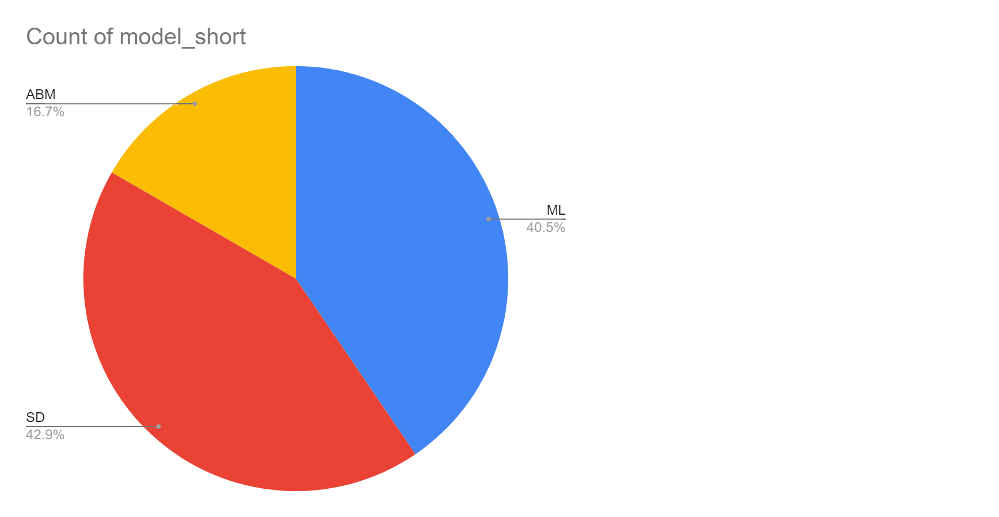 Count of model_short
ABM
16.7%
ML
40.5%
SD
42.9%